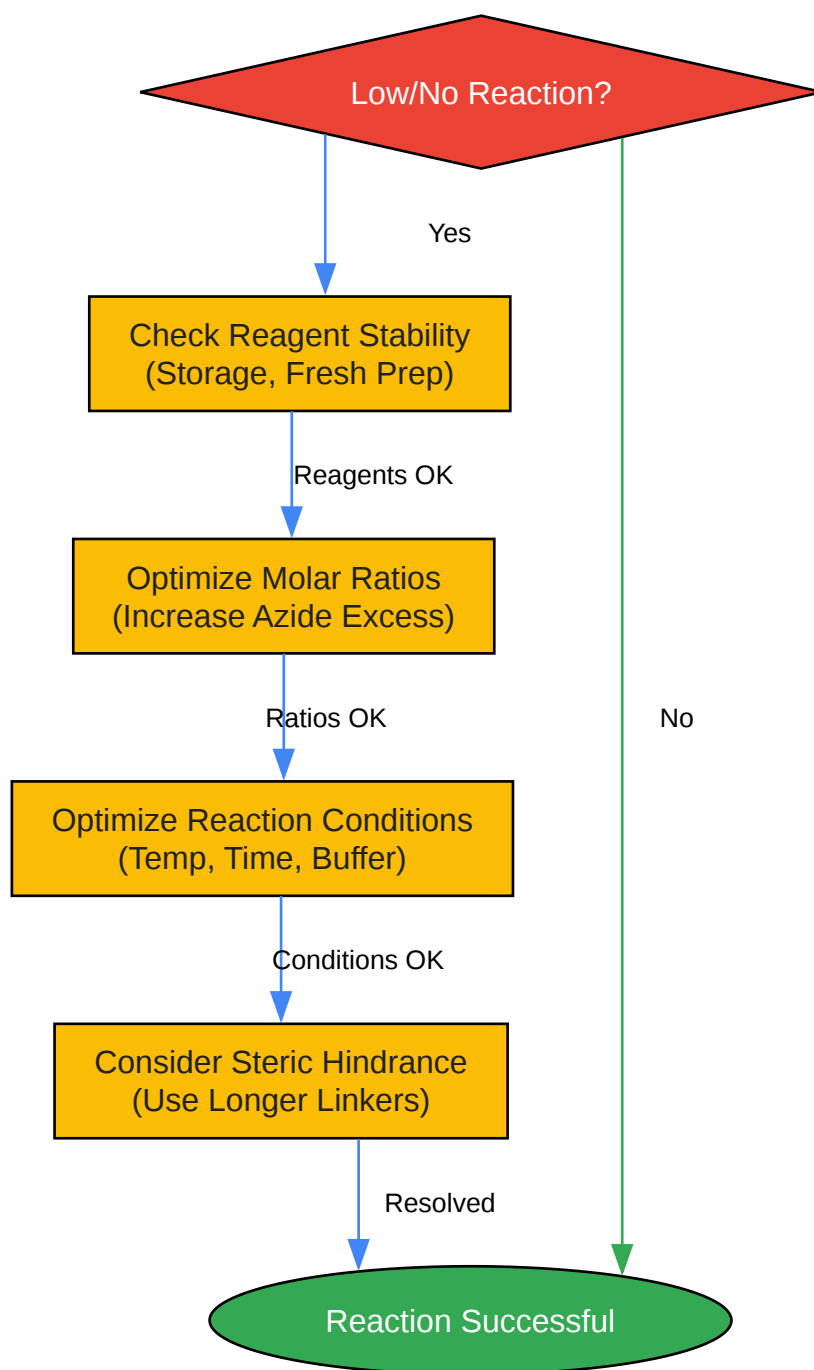 Low/No Reaction?
Yes
Check Reagent Stability
(Storage, Fresh Prep)
Reagents OK
Optimize Molar Ratios
(Increase Azide Excess)
Ratios OK
No
Optimize Reaction Conditions
(Temp, Time, Buffer)
Conditions OK
Consider Steric Hindrance
(Use Longer Linkers)
Resolved
Reaction Successful